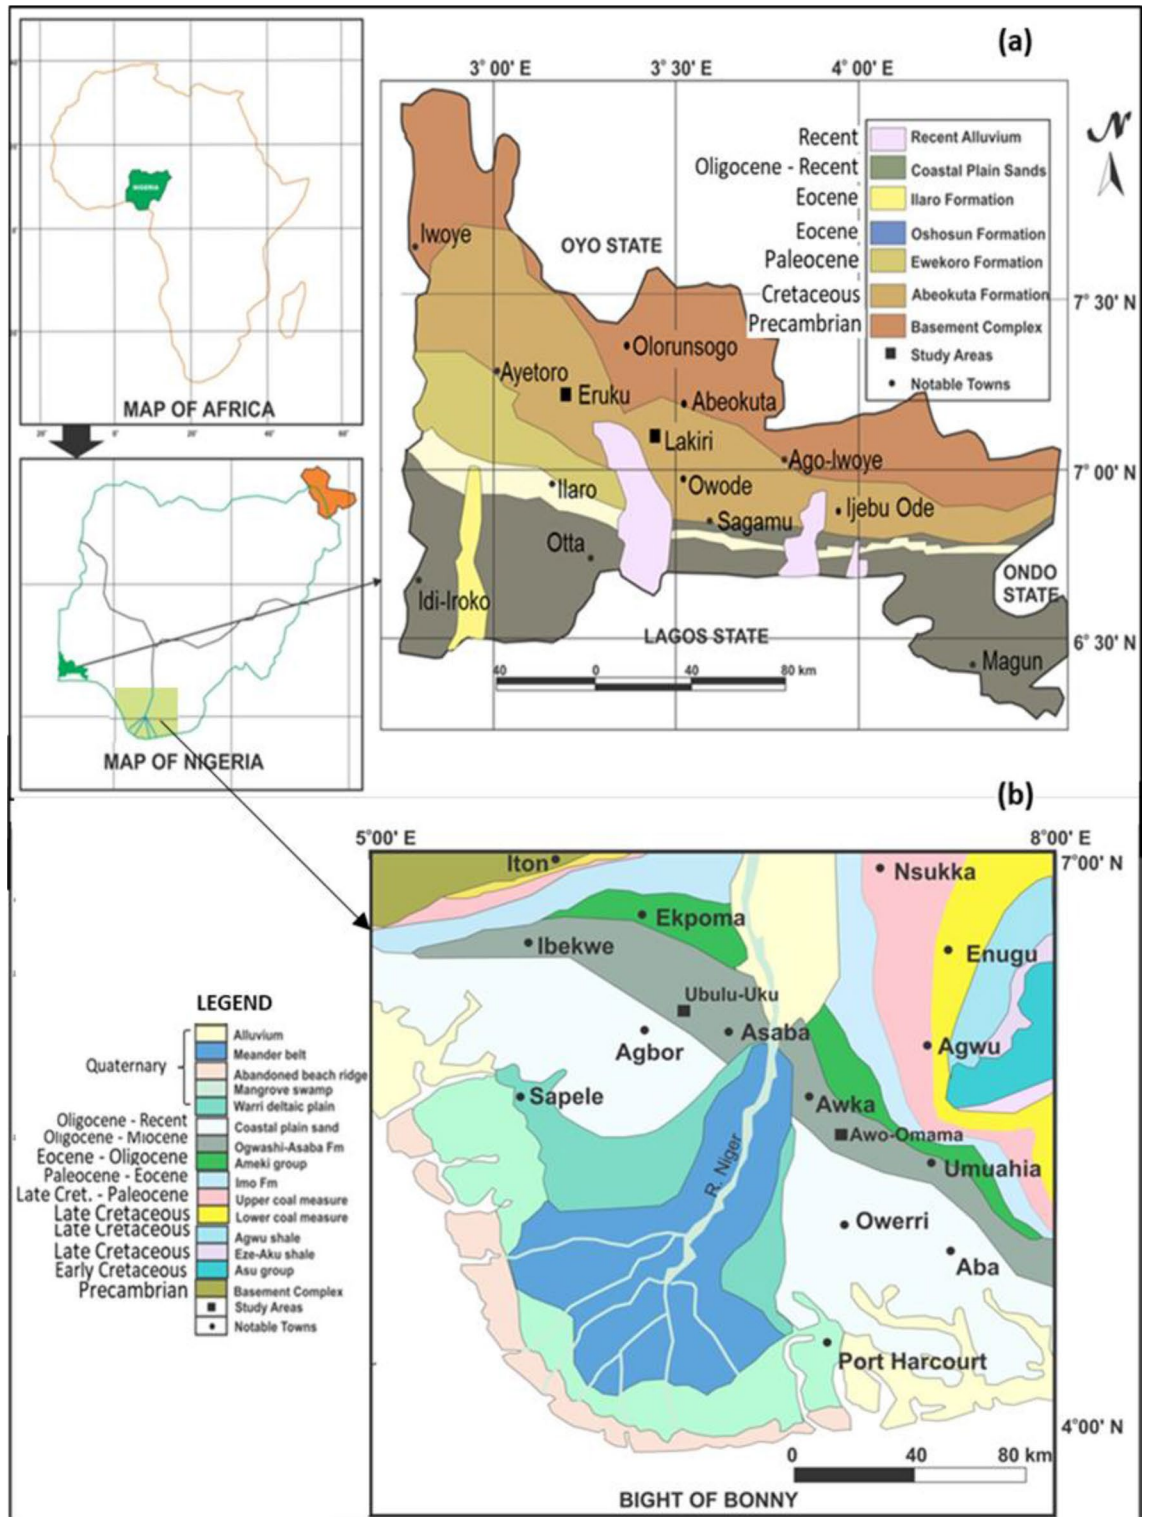 (a)
3° 00' E 3° 30' E 4° 00' E
Recent Recent Alluvium
Oligocene - Recent Coastal Plain Sands
Eocene Ilaro Formation
Eocene Oshosun Formation
Paleocene Ewekoro Formation
Cretaceous Abeokuta Formation
Precambrian Basement Complex
Study Areas
Notable Towns
7° 30' N
7° 00' N
6° 30' N
NIGERIA
MAP OF AFRICA
MAP OF NIGERIA
Iwoye
OYO STATE
Olorunsogo
Ayetoro
Eruku
Abeokuta
Lakiri
Ago-Iwoye
Ilaro
Owode
Ijebu Ode
Sagamu
Otta
Idi-Iroko
ONDO
STATE
LAGOS STATE
Magun
40 0 80 km
(b)
5°00' E 8°00' E
7°00' N
4°00' N
Iton
Nsukka
Ekpoma
Ibekwe
Enugu
Ubulu-Uku
Asaba
Agbor
Agwu
Sapele
Awka
Awo-Omama
Umuahia
R. Niger
Owerri
Aba
Port Harcourt
0 40 80 km
BIGHT OF BONNY
LEGEND
Quaternary
Alluvium
Meander belt
Abandoned beach ridge
Mangrove swamp
Warri deltaic plain
Oligocene - Recent Coastal plain sand
Oligocene - Miocene Ogwashi-Asaba Fm
Eocene - Oligocene Ameki group
Paleocene - Eocene Imo Fm
Late Cret. - Paleocene Upper coal measure
Late Cretaceous Lower coal measure
Late Cretaceous Agwu shale
Late Cretaceous Eze-Aku shale
Early Cretaceous Asu group
Precambrian Basement Complex
Study Areas
Notable Towns